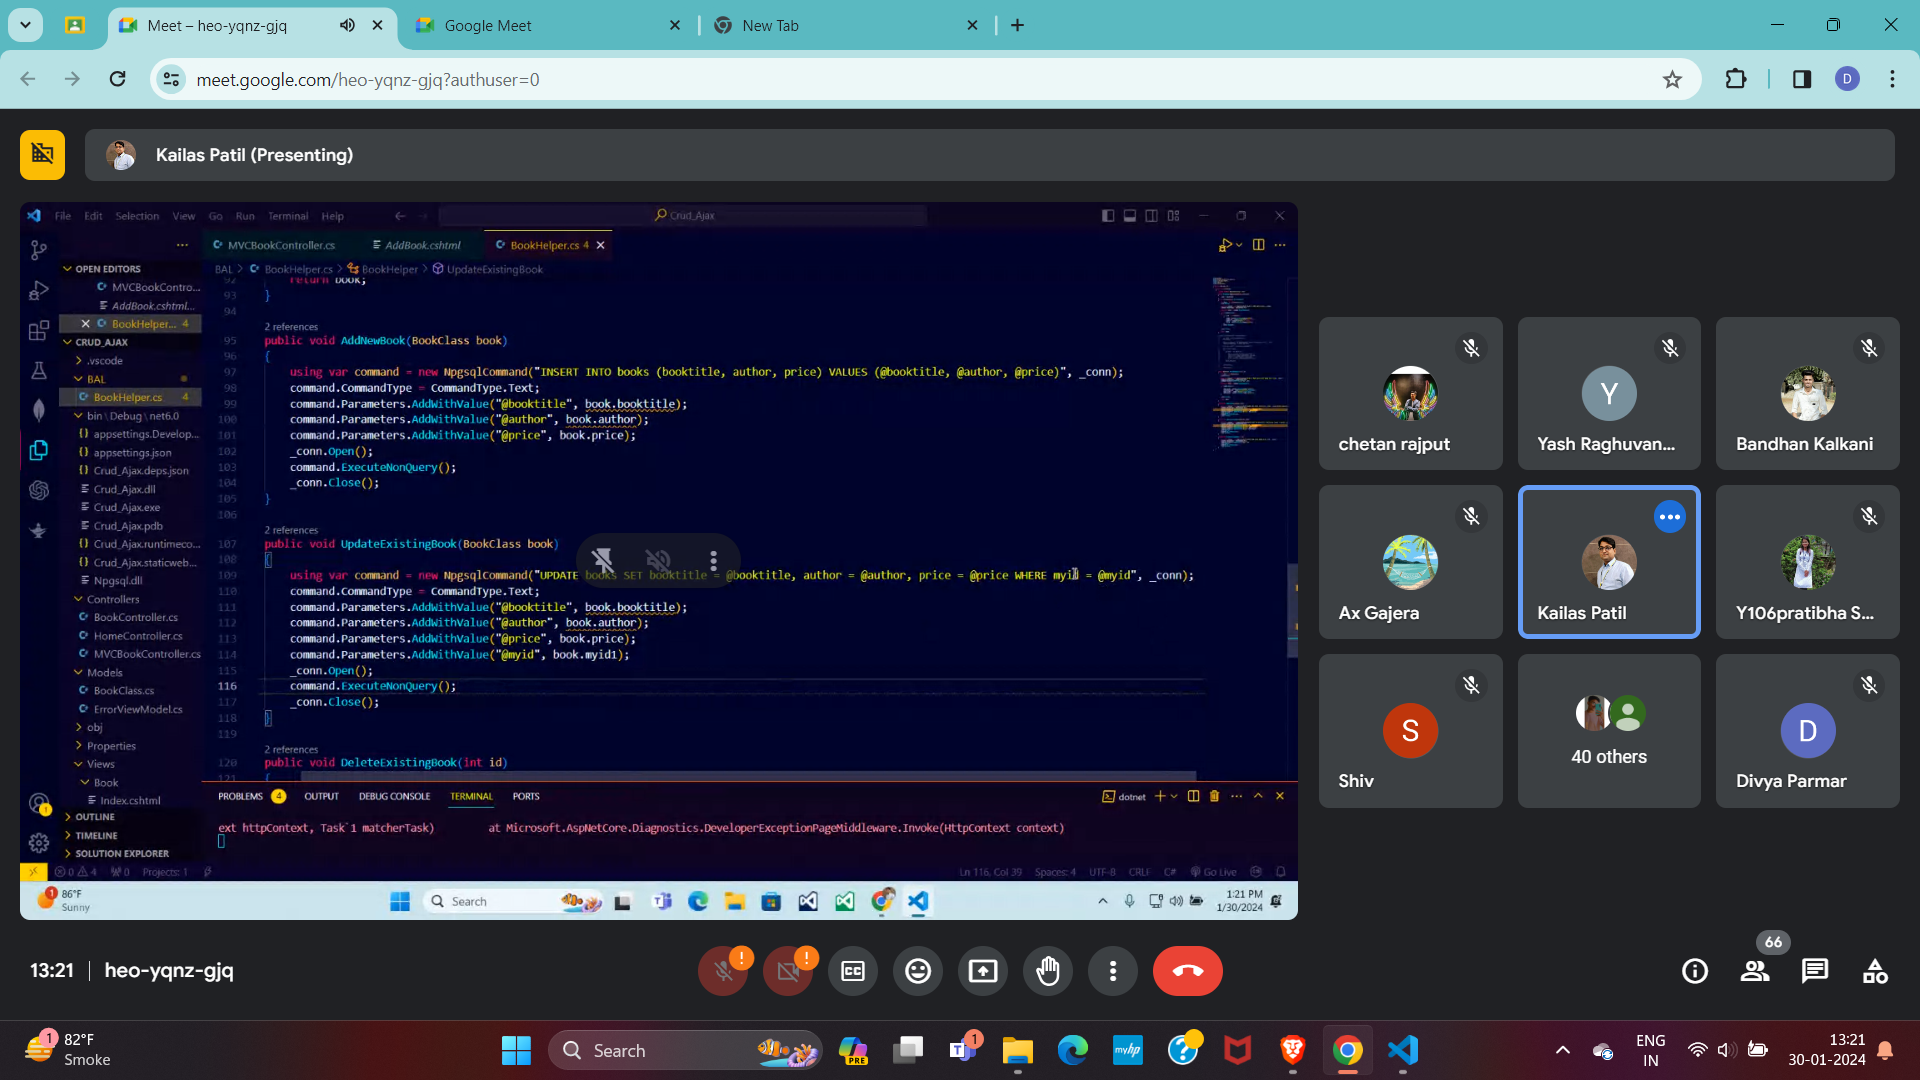 Meet – heo-yqnz-gjq
Google Meet
New Tab
meet.google.com/heo-yqnz-gjq?authuser=0
D
Kailas Patil (Presenting)
File Edit Selection View Go Run Terminal Help
Crud_Ajax
MVCBookController.cs
AddBook.cshtml
BookHelper.cs 4
BAL > BookHelper.cs > BookHelper > UpdateExistingBook
OPEN EDITORS
MVCBookContro...
AddBook.cshtml...
BookHelper... 4
CRUD_AJAX
.vscode
BAL
BookHelper.cs 4
bin \ Debug \ net6.0
appsettings.Develop...
appsettings.json
Crud_Ajax.deps.json
Crud_Ajax.dll
Crud_Ajax.exe
Crud_Ajax.pdb
Crud_Ajax.runtimeco...
Crud_Ajax.staticweb...
Npgsql.dll
Controllers
BookController.cs
HomeController.cs
MVCBookController.cs
Models
BookClass.cs
ErrorViewModel.cs
obj
Properties
Views
Book
Index.cshtml
OUTLINE
TIMELINE
SOLUTION EXPLORER
92 return book;
93 }
94
2 references
95 public void AddNewBook(BookClass book)
96 {
97 using var command = new NpgsqlCommand("INSERT INTO books (booktitle, author, price) VALUES (@booktitle, @author, @price)", _conn);
98 command.CommandType = CommandType.Text;
99 command.Parameters.AddWithValue("@booktitle", book.booktitle);
100 command.Parameters.AddWithValue("@author", book.author);
101 command.Parameters.AddWithValue("@price", book.price);
102 _conn.Open();
103 command.ExecuteNonQuery();
104 _conn.Close();
105 }
106
2 references
107 public void UpdateExistingBook(BookClass book)
108 {
109 using var command = new NpgsqlCommand("UPDATE books SET booktitle = @booktitle, author = @author, price = @price WHERE myid = @myid", _conn);
110 command.CommandType = CommandType.Text;
111 command.Parameters.AddWithValue("@booktitle", book.booktitle);
112 command.Parameters.AddWithValue("@author", book.author);
113 command.Parameters.AddWithValue("@price", book.price);
114 command.Parameters.AddWithValue("@myid", book.myid1);
115 _conn.Open();
116 command.ExecuteNonQuery();
117 _conn.Close();
118 }
119
2 references
120 public void DeleteExistingBook(int id)
121 {
PROBLEMS 4 OUTPUT DEBUG CONSOLE TERMINAL PORTS
dotnet
ext httpContext, Task`1 matcherTask) at Microsoft.AspNetCore.Diagnostics.DeveloperExceptionPageMiddleware.Invoke(HttpContext context)
0 4 0 Projects: 1
Ln 116, Col 39 Spaces: 4 UTF-8 CRLF C# Go Live
1
86°F
Sunny
Search
1:21 PM
1/30/2024
chetan rajput
Y
Yash Raghuvan...
Bandhan Kalkani
Ax Gajera
Kailas Patil
Y106pratibha S...
S
Shiv
40 others
D
Divya Parmar
13:21 | heo-yqnz-gjq
66
1
82°F
Smoke
Search
PRE
1
myhp
ENG
IN
13:21
30-01-2024